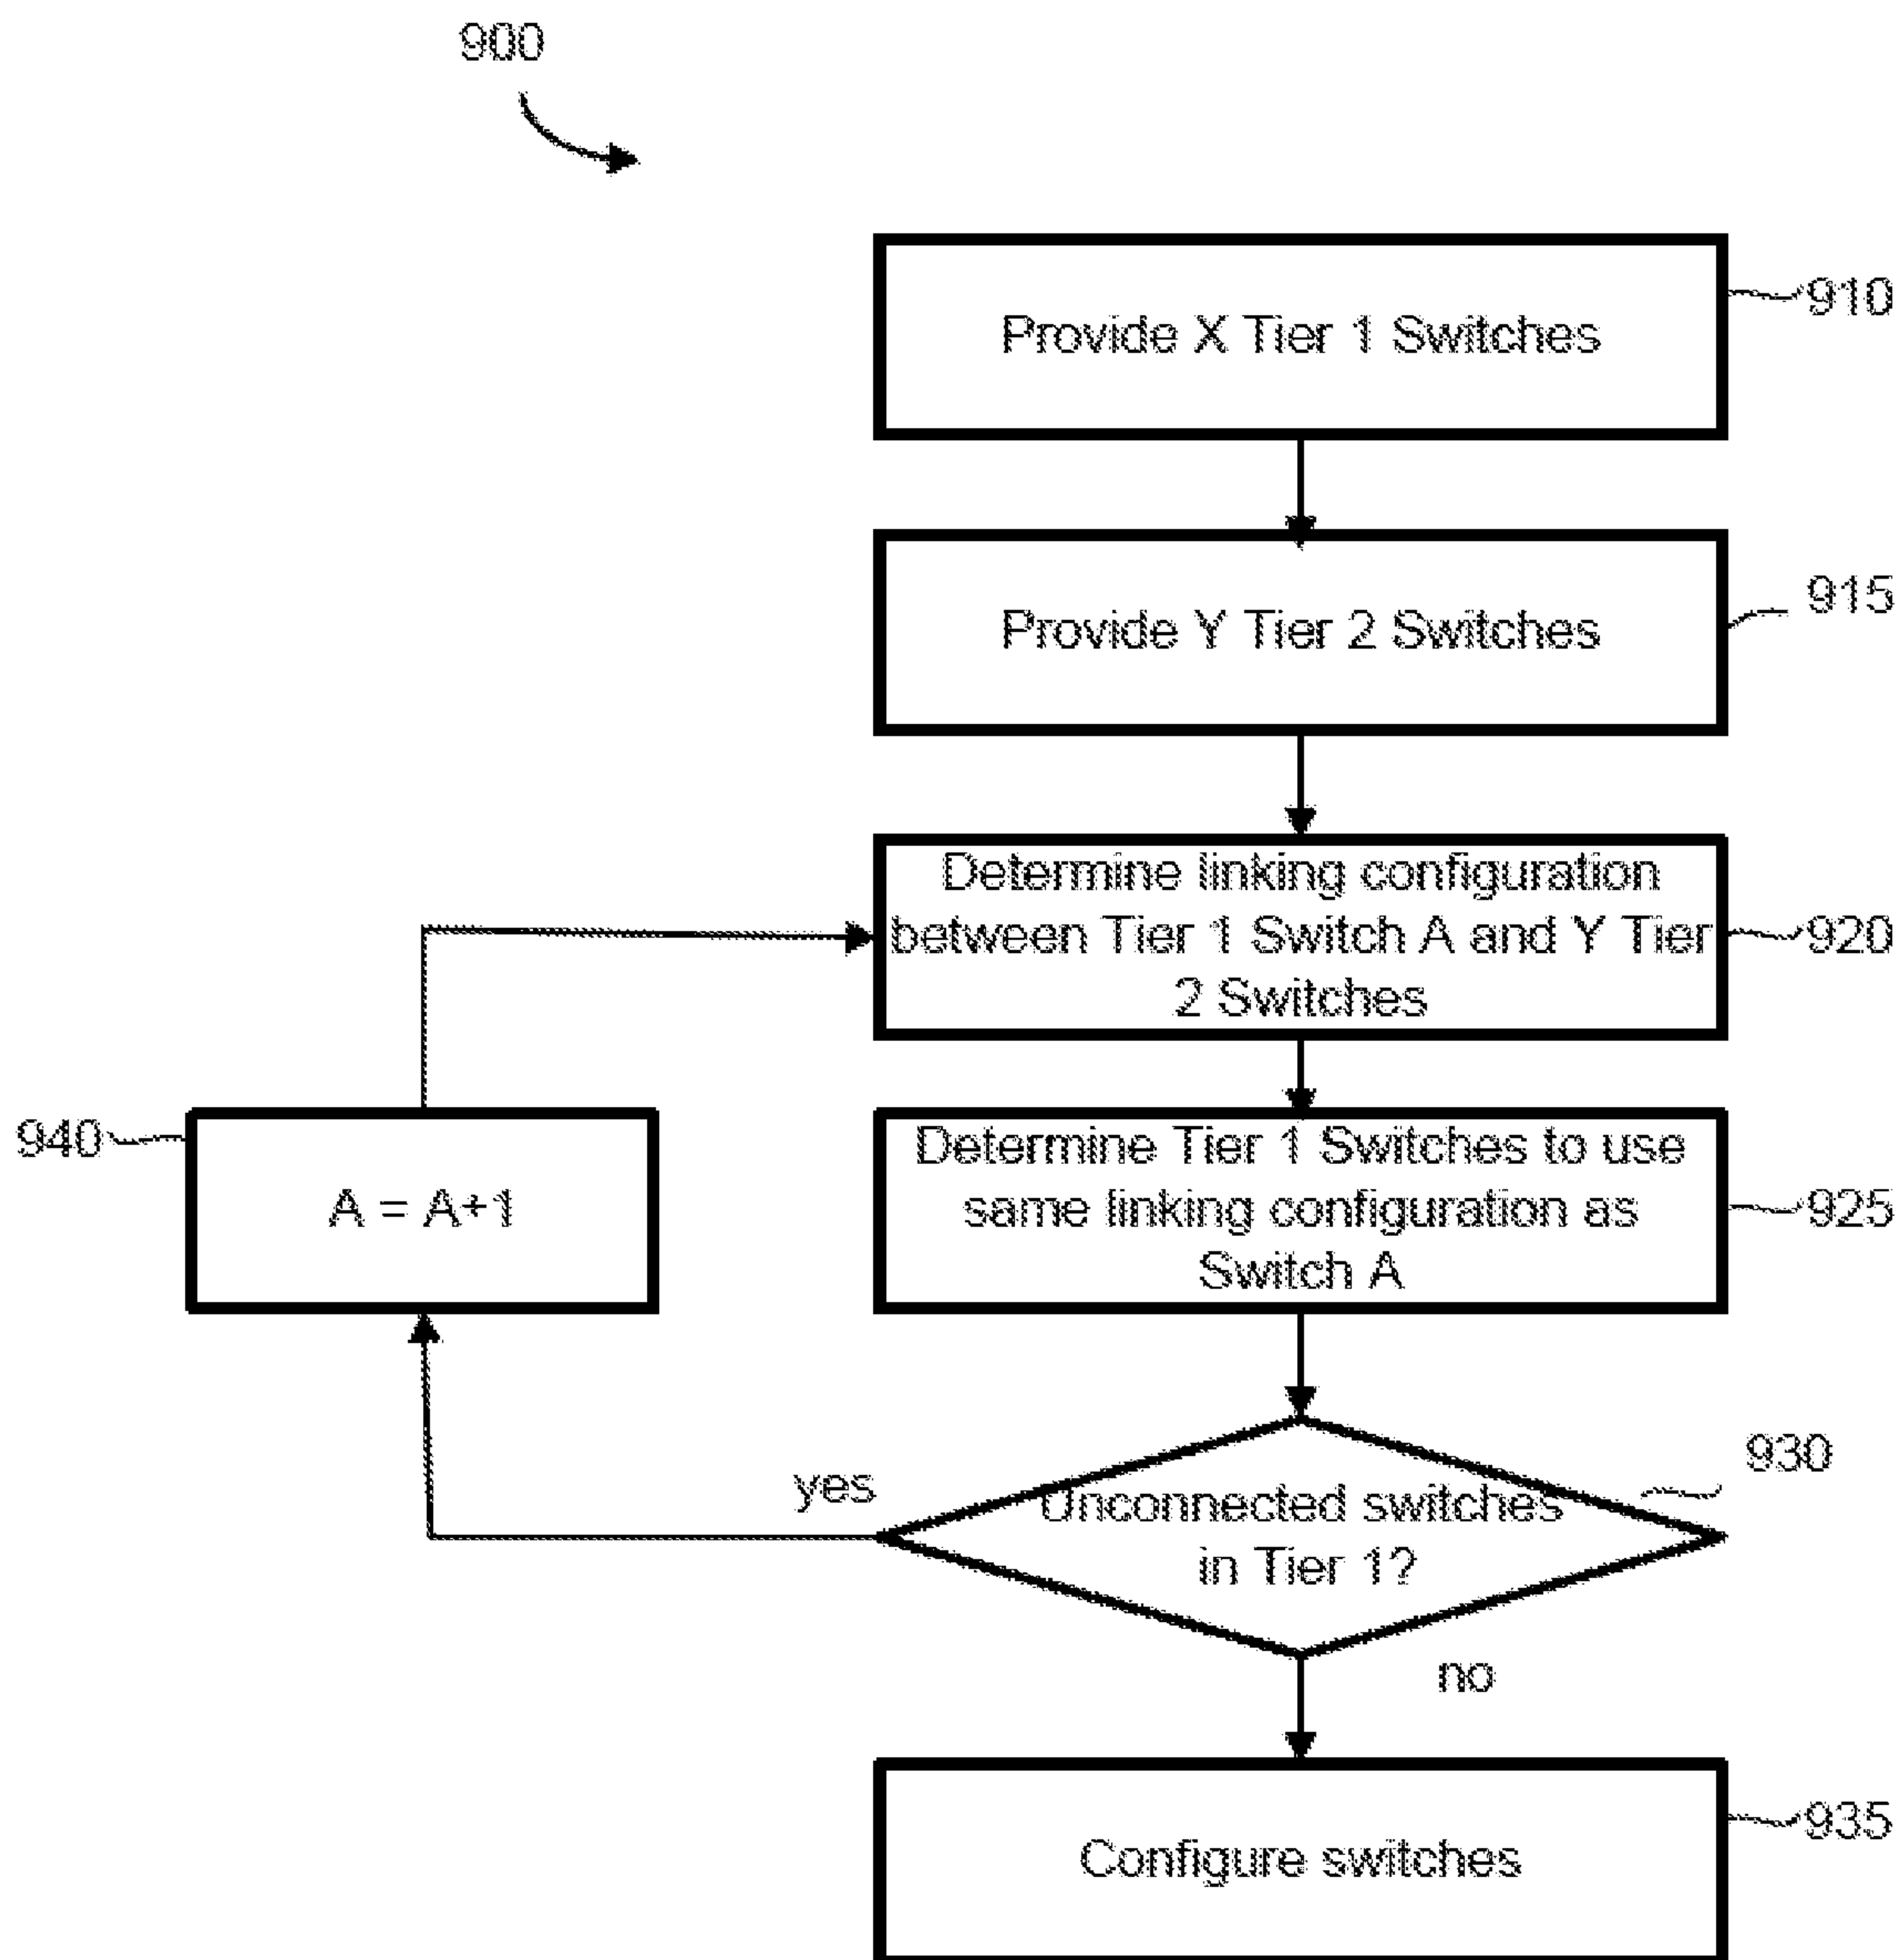 900
Provide X Tier 1 Switches
910
Provide Y Tier 2 Switches
915
Determine linking configuration
between Tier 1 Switch A and Y Tier
2 Switches
920
Determine Tier 1 Switches to use
same linking configuration as
Switch A
925
940
A = A+1
Unconnected switches
in Tier 1?
930
yes
no
Configure switches
935